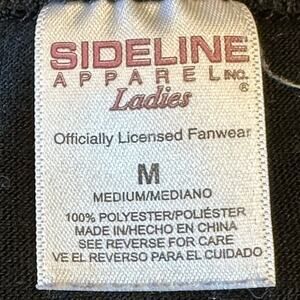 SIDELINE
APPAREL INC.
®
Ladies
Officially Licensed Fanwear
M
MEDIUM/MEDIANO
100% POLYESTER/POLIÉSTER
MADE IN/HECHO EN CHINA
SEE REVERSE FOR CARE
VE EL REVERSO PARA EL CUIDADO